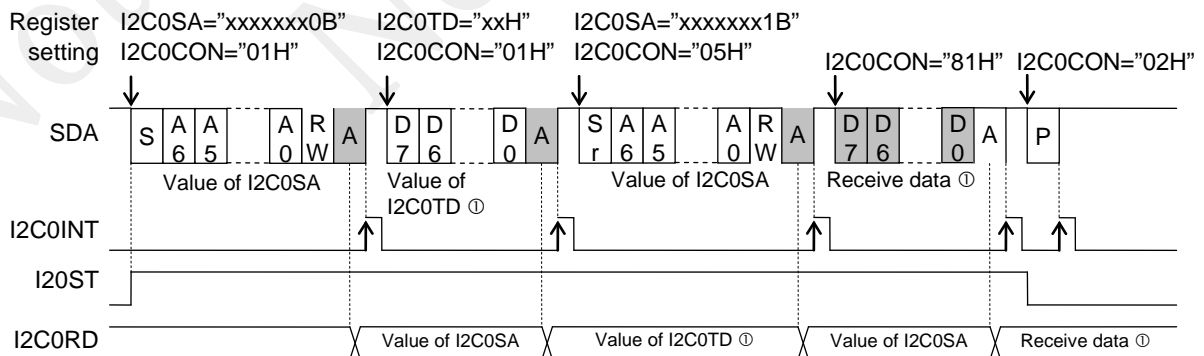 Register I2C0SA="xxxxxxx0B" I2C0TD="xxH" I2C0SA="xxxxxxx1B"
setting I2C0CON="01H" I2C0CON="01H" I2C0CON="05H" I2C0CON="81H" I2C0CON="02H"
SDA S A6 A5 A0 RW A D7 D6 D0 A Sr A6 A5 A0 RW A D7 D6 D0 A P
Value of I2C0SA Value of I2C0TD ① Value of I2C0SA Receive data ①
I2C0INT
I20ST
I2C0RD Value of I2C0SA Value of I2C0TD ① Value of I2C0SA Receive data ①